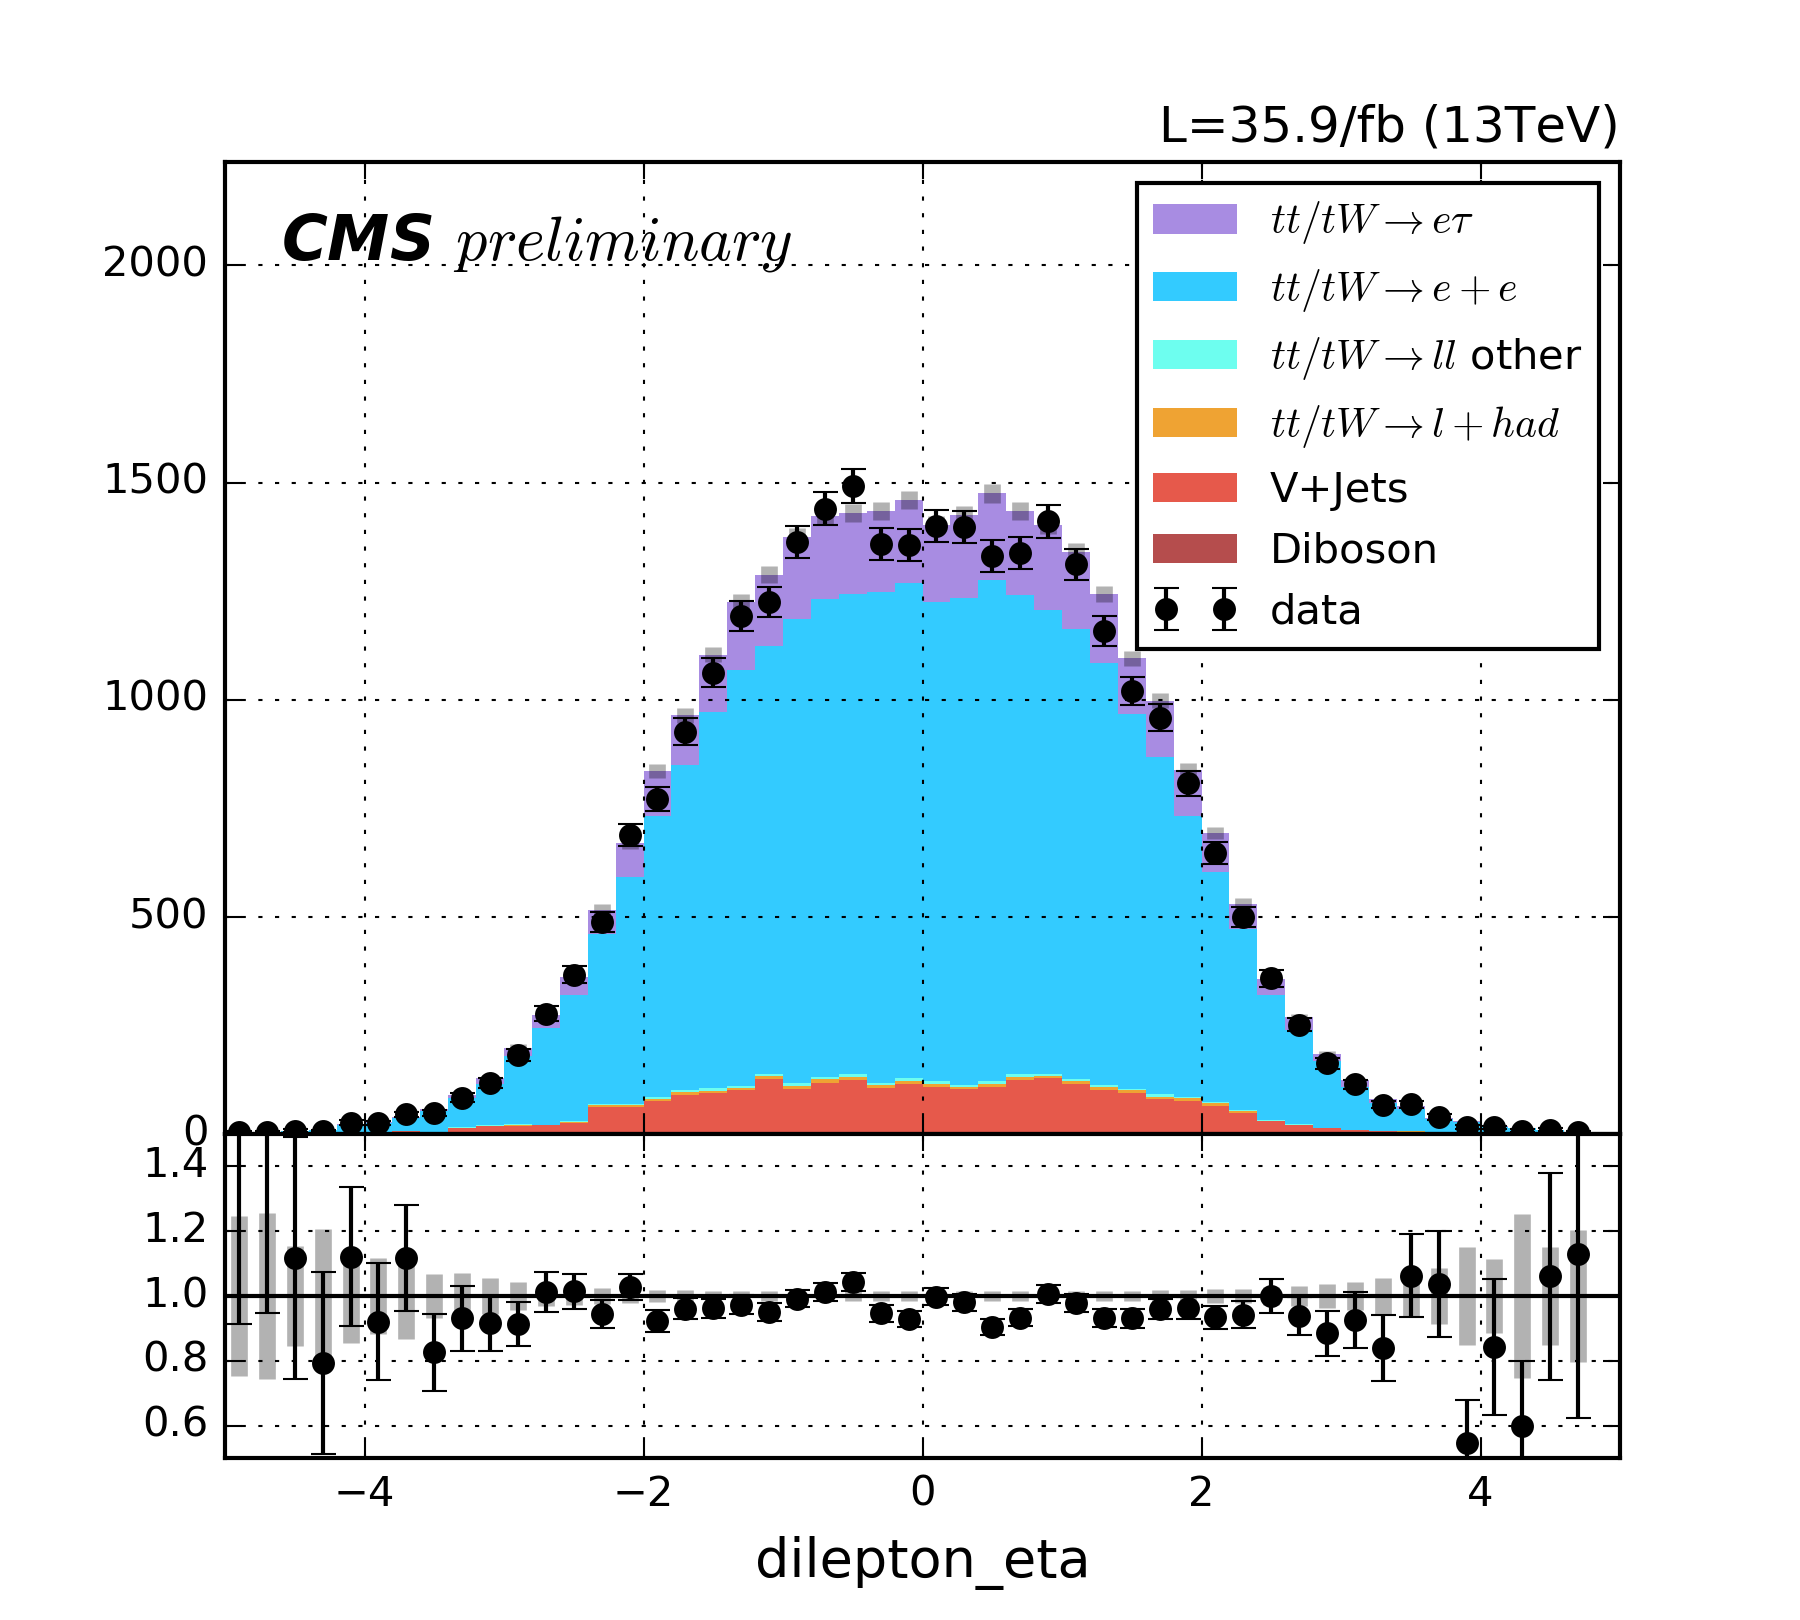 L=35.9/fb (13TeV)
CMS preliminary
tt/tW→eτ
tt/tW→e+e
tt/tW→ll other
tt/tW→l+had
V+Jets
Diboson
data
2000
1500
1000
500
0
1.4
1.2
1.0
0.8
0.6
−4 −2 0 2 4
dilepton_eta